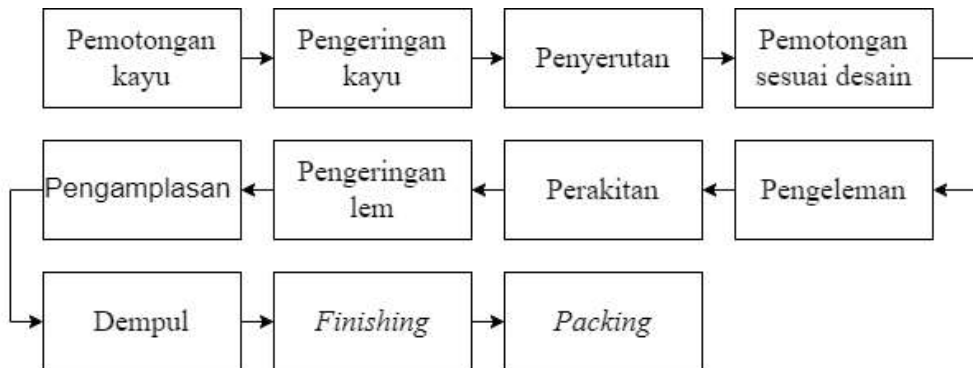 Pemotongan
kayu
Pengeringan
kayu
Penyerutan
Pemotongan
sesuai desain
Pengeleman
Perakitan
Pengeringan
lem
Pengamplasan
Dempul
Finishing
Packing